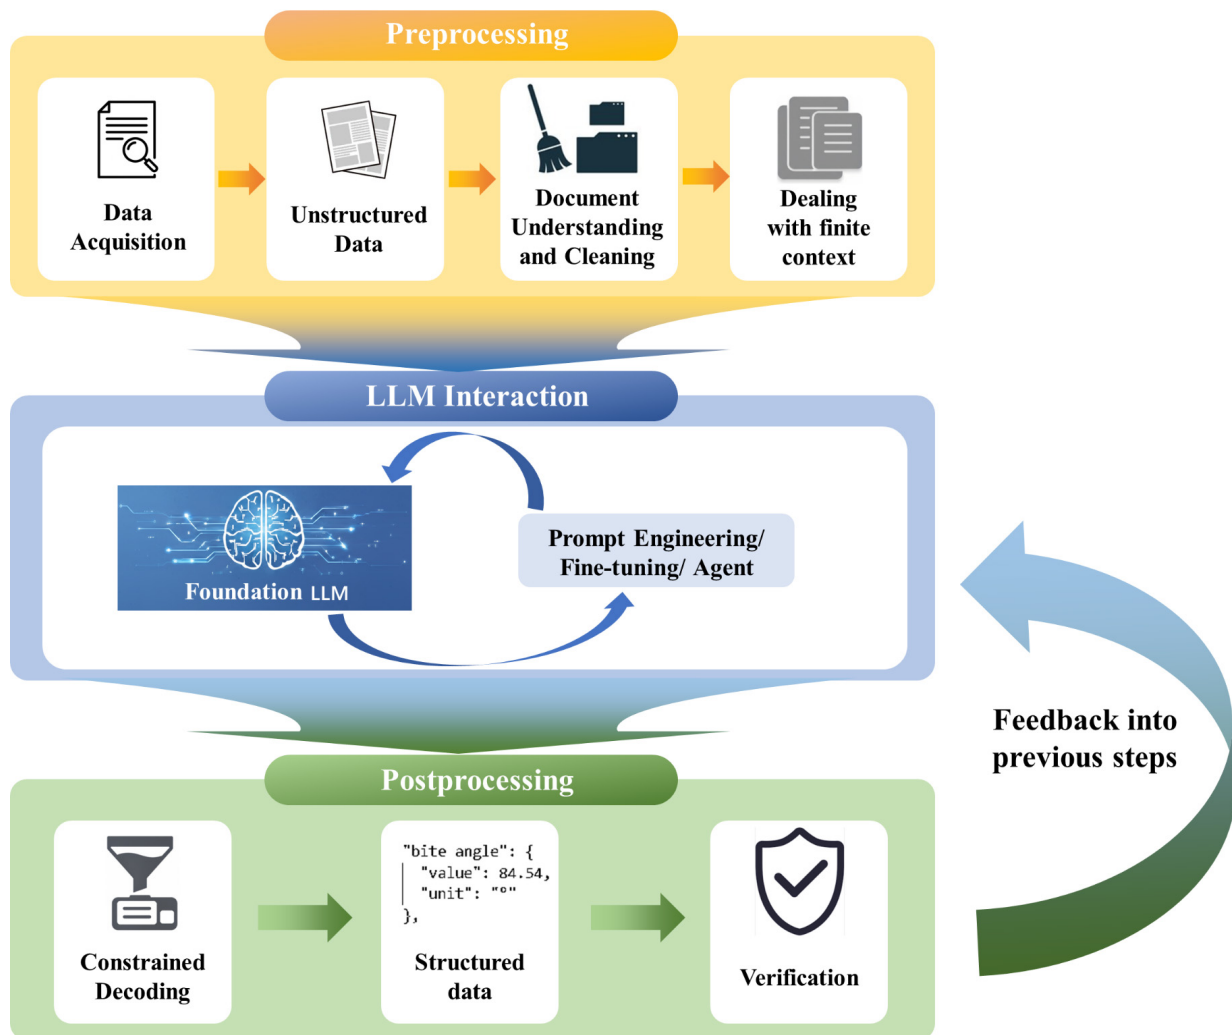 Preprocessing
Data
Acquisition
Unstructured
Data
Document
Understanding
and Cleaning
Dealing
with finite
context
LLM Interaction
Foundation LLM
Prompt Engineering/
Fine-tuning/ Agent
Feedback into
previous steps
Postprocessing
Constrained
Decoding
"bite angle": {
"value": 84.54,
"unit": "°"
},
Structured
data
Verification